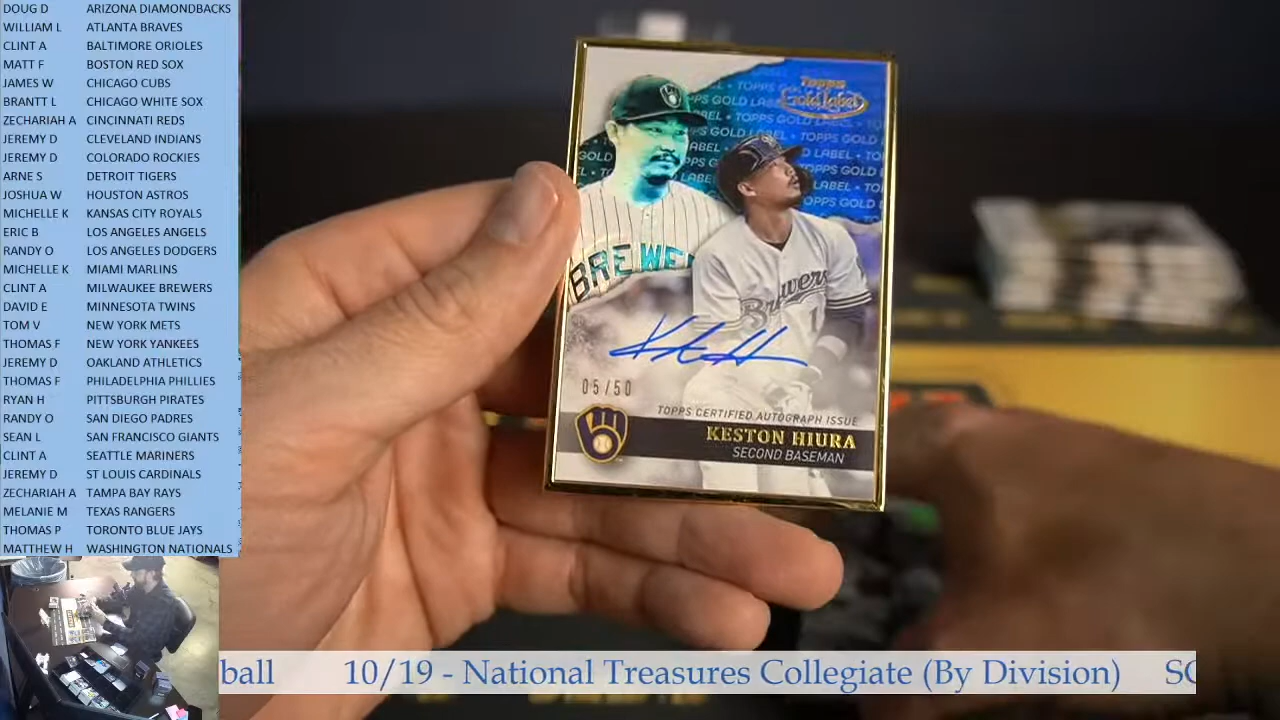 DOUG D ARIZONA DIAMONDBACKS
WILLIAM L ATLANTA BRAVES
CLINT A BALTIMORE ORIOLES
MATT F BOSTON RED SOX
JAMES W CHICAGO CUBS
BRANTT L CHICAGO WHITE SOX
ZECHARIAH A CINCINNATI REDS
JEREMY D CLEVELAND INDIANS
JEREMY D COLORADO ROCKIES
ARNE S DETROIT TIGERS
JOSHUA W HOUSTON ASTROS
MICHELLE K KANSAS CITY ROYALS
ERIC B LOS ANGELES ANGELS
RANDY O LOS ANGELES DODGERS
MICHELLE K MIAMI MARLINS
CLINT A MILWAUKEE BREWERS
DAVID E MINNESOTA TWINS
TOM V NEW YORK METS
THOMAS F NEW YORK YANKEES
JEREMY D OAKLAND ATHLETICS
THOMAS F PHILADELPHIA PHILLIES
RYAN H PITTSBURGH PIRATES
RANDY O SAN DIEGO PADRES
SEAN L SAN FRANCISCO GIANTS
CLINT A SEATTLE MARINERS
JEREMY D ST LOUIS CARDINALS
ZECHARIAH A TAMPA BAY RAYS
MELANIE M TEXAS RANGERS
THOMAS P TORONTO BLUE JAYS
MATTHEW H WASHINGTON NATIONALS
Topps
Gold Label
TOPPS GOLD LABEL
BREWE
Brewers
05/50
TOPPS CERTIFIED AUTOGRAPH ISSUE
KESTON HIURA
SECOND BASEMAN
ball 10/19 - National Treasures Collegiate (By Division) SC